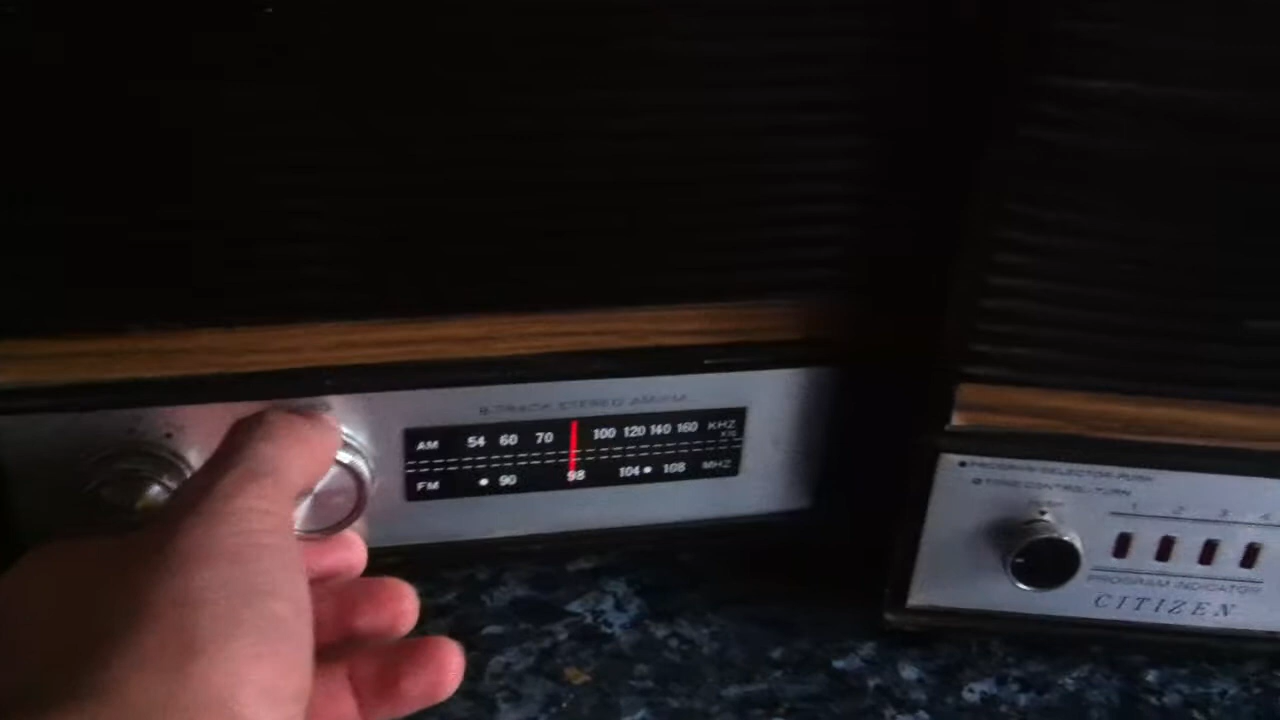 8-TRACK STEREO AM/FM
AM 54 60 70 100 120 140 160 KHZ
X10
FM 90 98 104 108 MHZ
PROGRAM SELECTOR-PUSH
TONE CONTROL-TURN
1 2 3 4
PROGRAM INDICATOR
CITIZEN